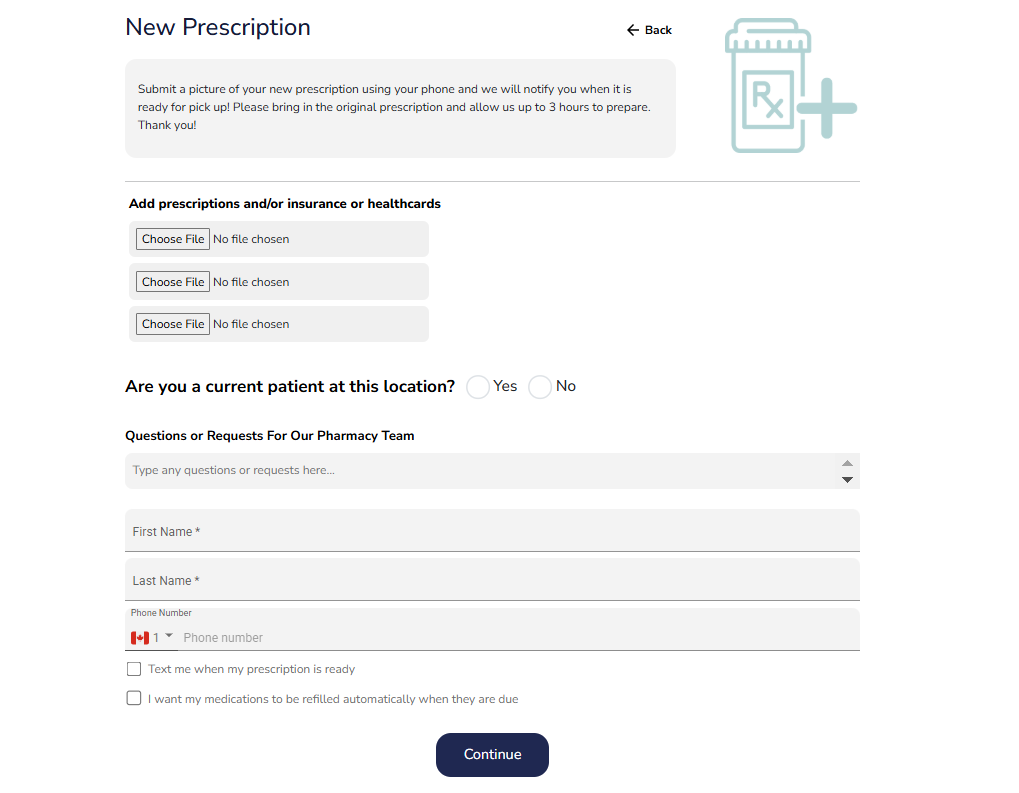 New Prescription
← Back
Submit a picture of your new prescription using your phone and we will notify you when it is
ready for pick up! Please bring in the original prescription and allow us up to 3 hours to prepare.
Thank you!
Rx
Add prescriptions and/or insurance or healthcards
Choose File No file chosen
Choose File No file chosen
Choose File No file chosen
Are you a current patient at this location? Yes No
Questions or Requests For Our Pharmacy Team
Type any questions or requests here...
First Name *
Last Name *
Phone Number
1 Phone number
Text me when my prescription is ready
I want my medications to be refilled automatically when they are due
Continue